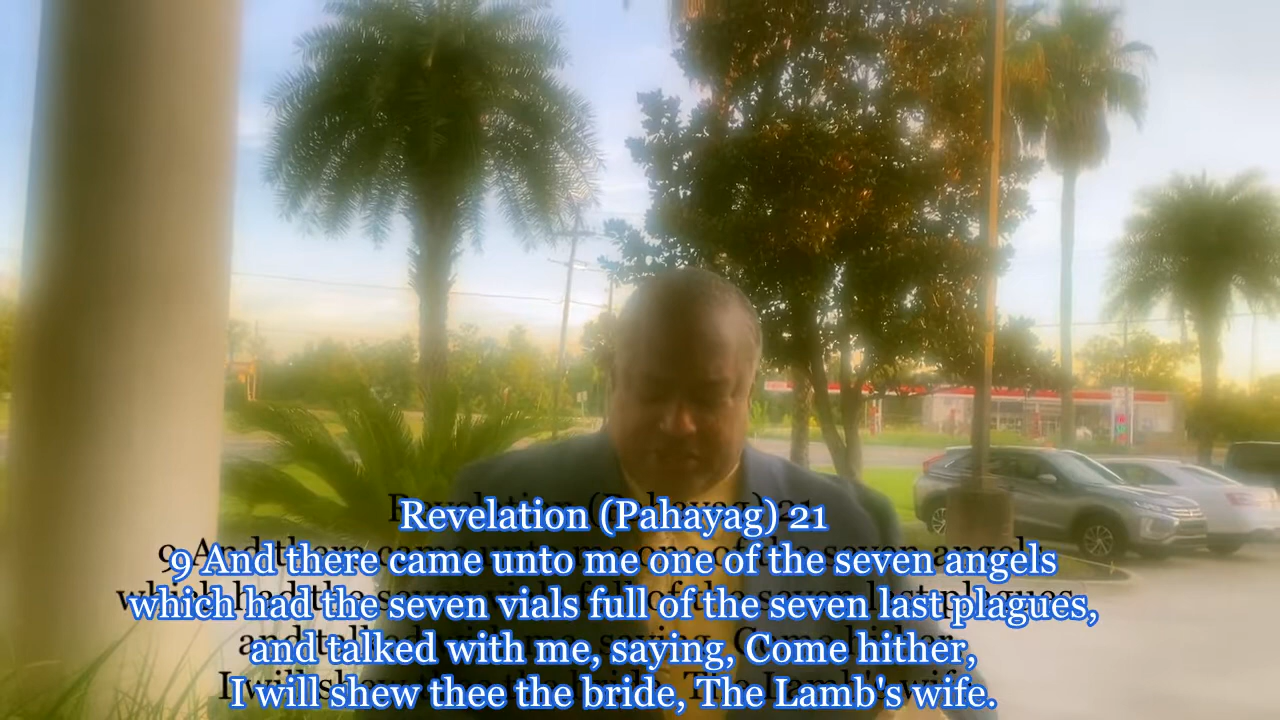 Revelation (Pahayag) 21
9 And there came unto me one of the seven angels
which had the seven vials full of the seven last plagues,
and talked with me, saying, Come hither,
I will shew thee the bride, The Lamb's wife.